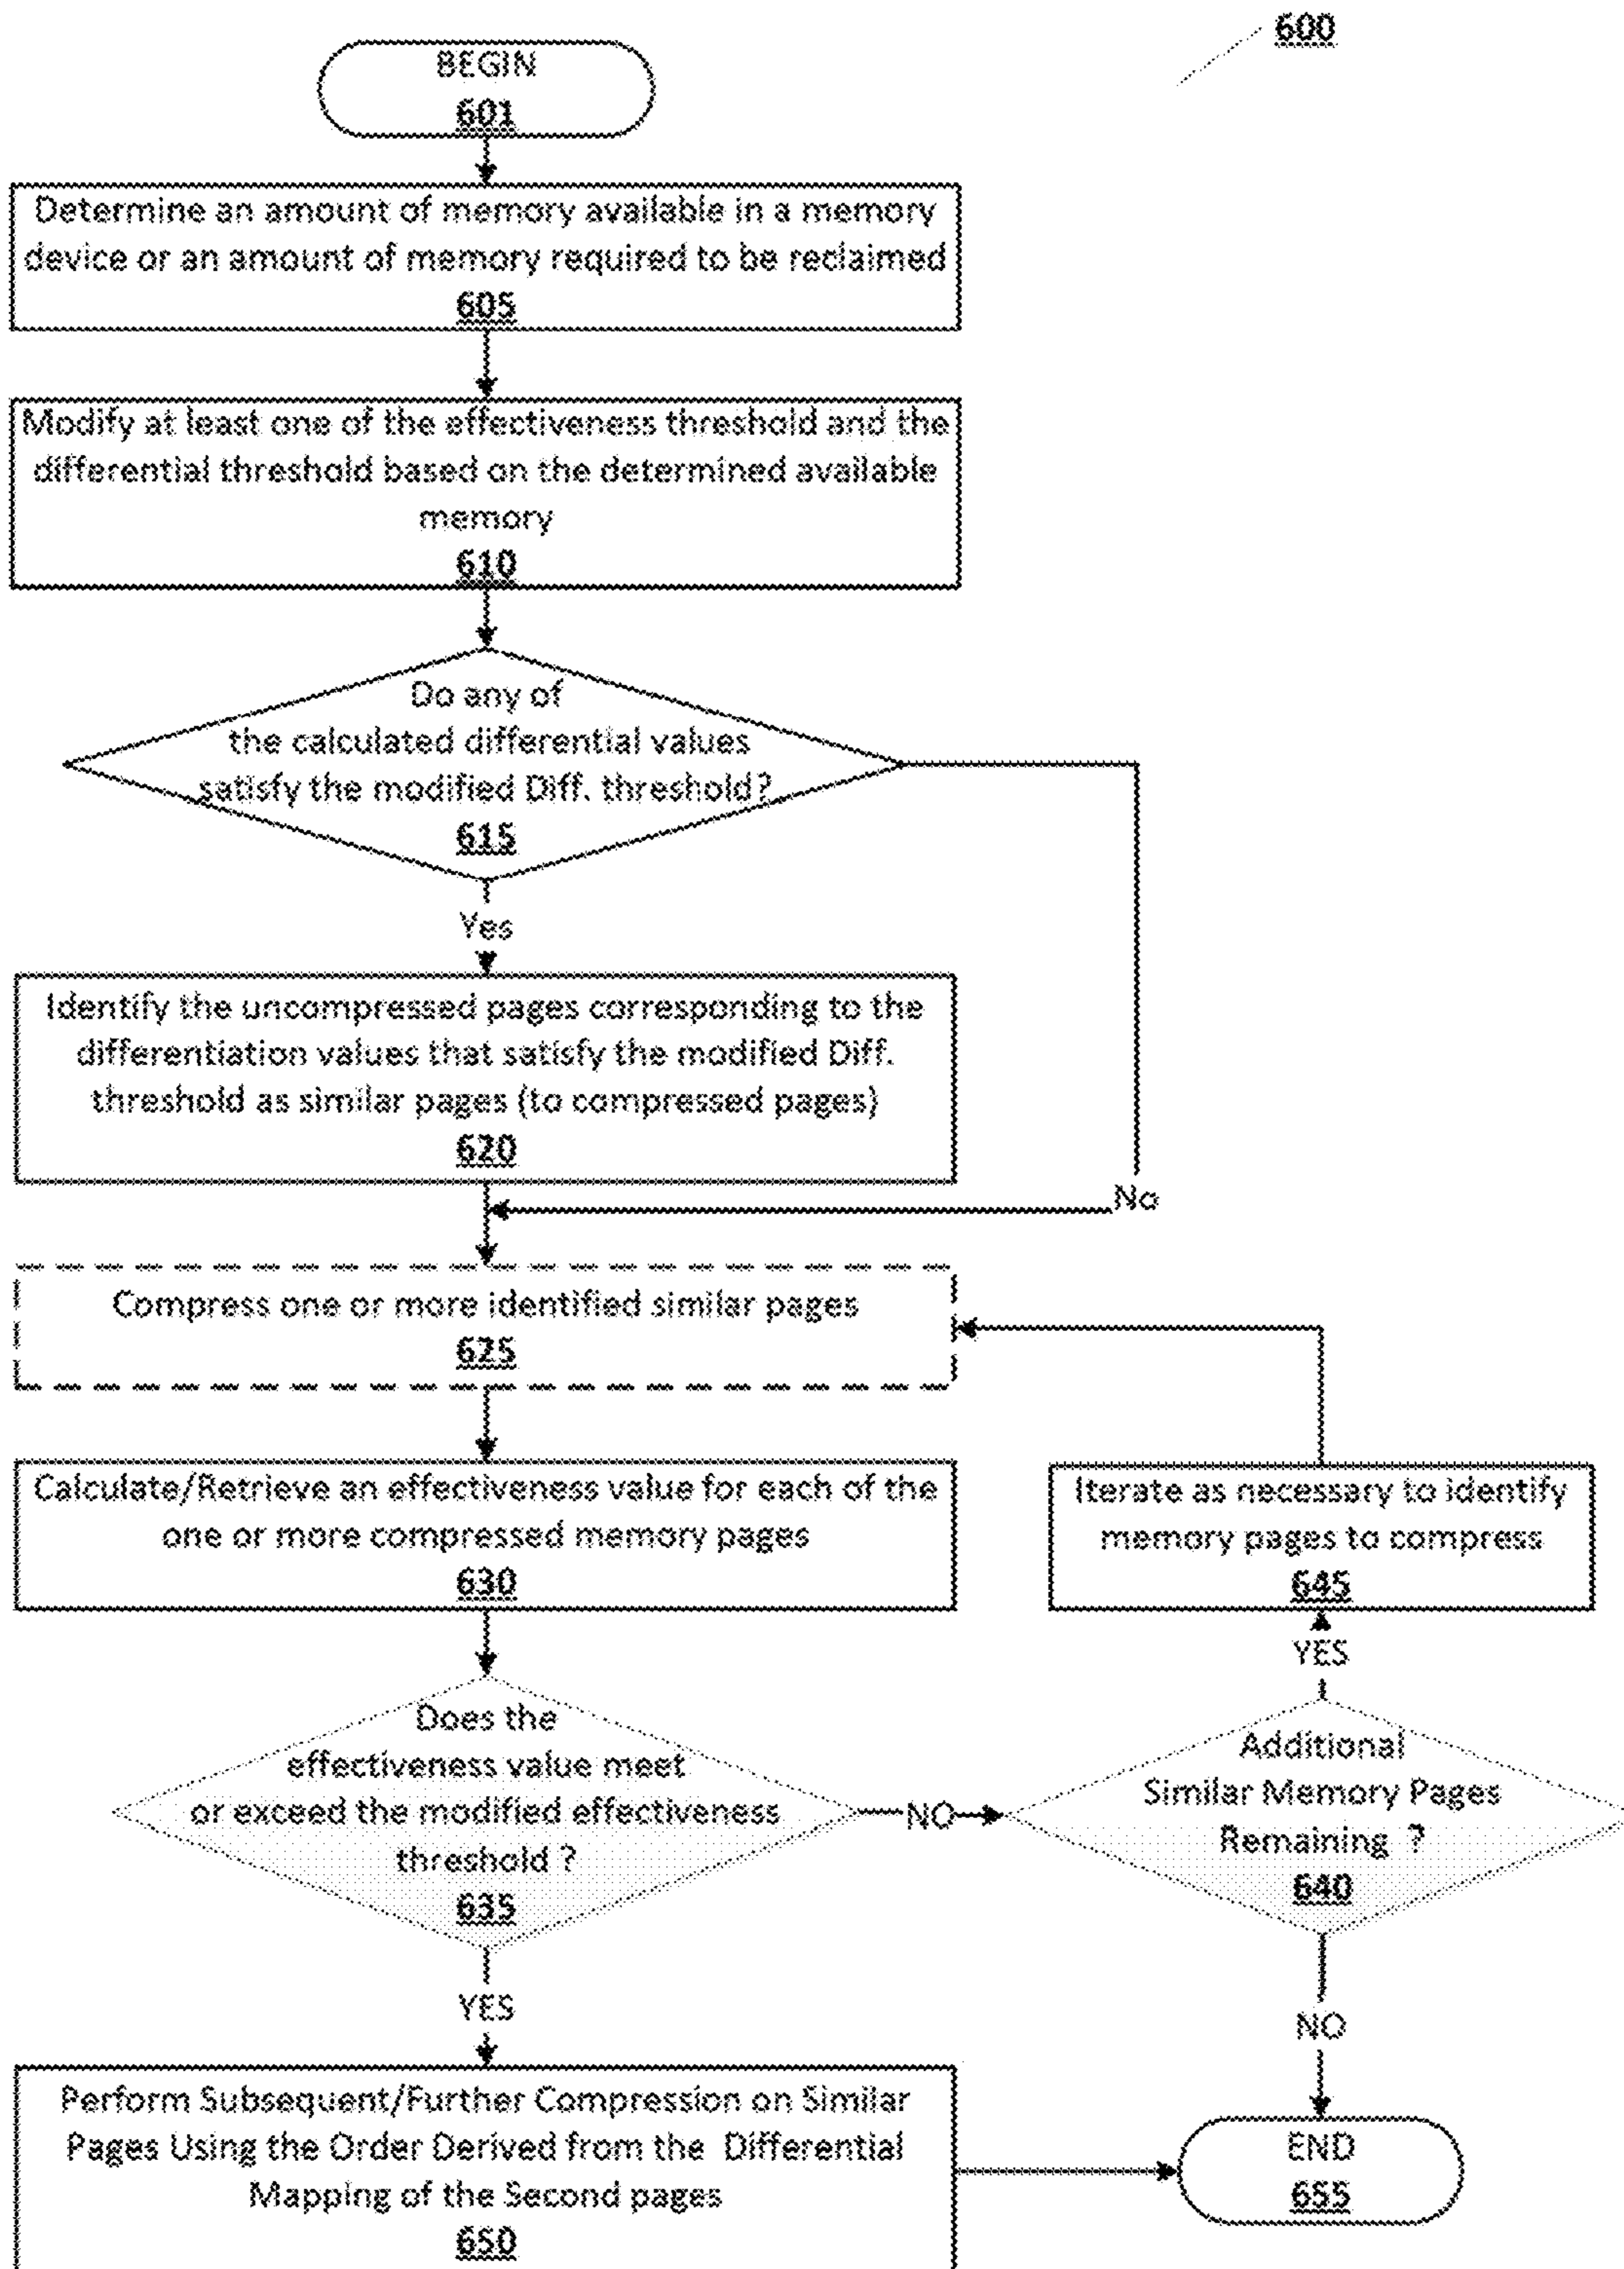 600
BEGIN
601
Determine an amount of memory available in a memory
device or an amount of memory required to be reclaimed
605
Modify at least one of the effectiveness threshold and the
differential threshold based on the determined available
memory
610
Do any of
the calculated differential values
satisfy the modified Diff. threshold?
615
Yes
Identify the uncompressed pages corresponding to the
differentiation values that satisfy the modified Diff.
threshold as similar pages (to compressed pages)
620
No
Compress one or more identified similar pages
625
Calculate/Retrieve an effectiveness value for each of the
one or more compressed memory pages
630
Iterate as necessary to identify
memory pages to compress
645
YES
Does the
effectiveness value meet
or exceed the modified effectiveness
threshold ?
635
NO
Additional
Similar Memory Pages
Remaining ?
640
YES
NO
Perform Subsequent/Further Compression on Similar
Pages Using the Order Derived from the Differential
Mapping of the Second pages
650
END
655